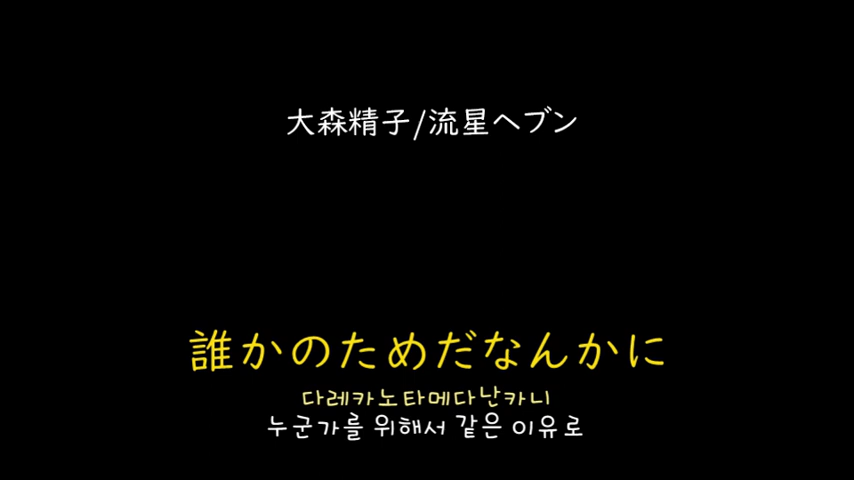 大森精子/流星ヘブン
誰かのためだなんかに
다레카노타메다난카니
누군가를 위해서 같은 이유로